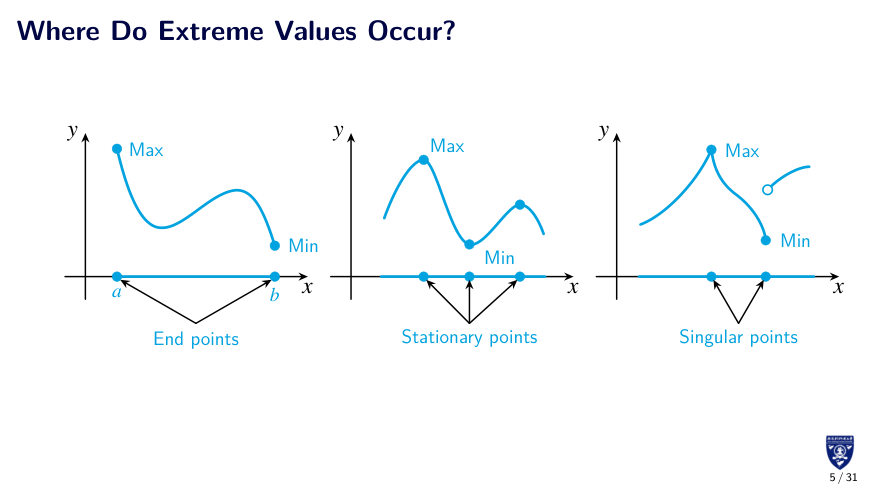 Where Do Extreme Values Occur?
y
Max
Min
a
b
x
End points
y
Max
Min
x
Stationary points
y
Max
Min
x
Singular points
5 / 31